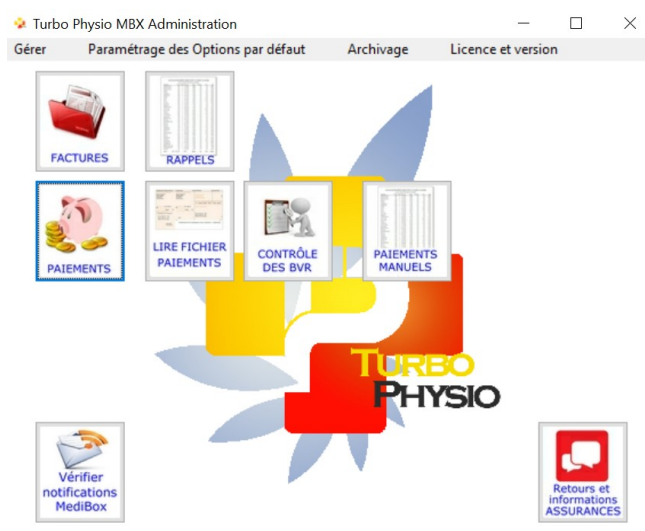 Turbo Physio MBX Administration
Gérer Paramétrage des Options par défaut Archivage Licence et version
FACTURES
RAPPELS
PAIEMENTS
LIRE FICHIER
PAIEMENTS
CONTRÔLE
DES BVR
PAIEMENTS
MANUELS
TURBO
PHYSIO
Vérifier
notifications
MediBox
Retours et
informations
ASSURANCES